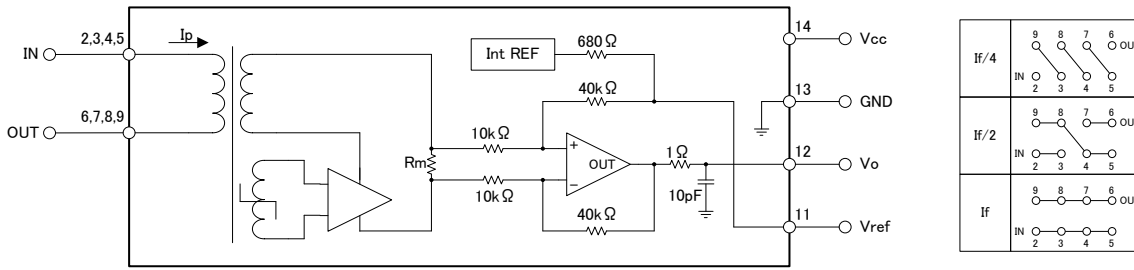 2,3,4,5
Ip
IN
6,7,8,9
OUT
Int REF
680Ω
40kΩ
10kΩ
+
OUT
−
Rm
10kΩ
40kΩ
1Ω
10pF
14
Vcc
13
GND
12
Vo
11
Vref
If/4
9 8 7 6
OU
IN
2 3 4 5
If/2
9 8 7 6
OU
IN
2 3 4 5
If
9 8 7 6
OU
IN
2 3 4 5